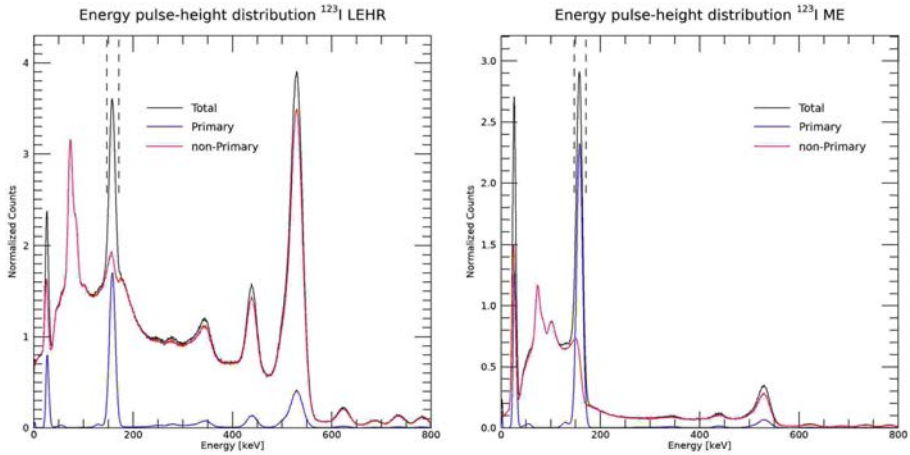 Energy pulse-height distribution ¹²³I LEHR
4
3
2
1
0
Normalized Counts
Total
Primary
non-Primary
0
200
400
600
800
Energy [keV]
Energy pulse-height distribution ¹²³I ME
3.0
2.5
2.0
1.5
1.0
0.5
0.0
Normalized Counts
Total
Primary
non-Primary
0
200
400
600
800
Energy [keV]